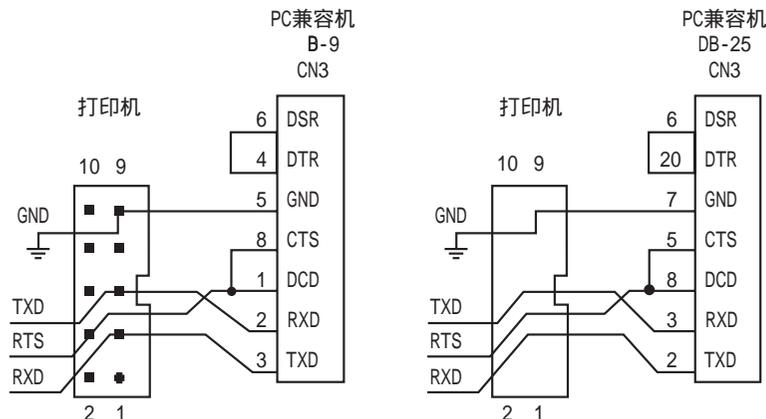 PC兼容机
B-9
CN3
打印机
10 9
GND
TXD
RTS
RXD
2 1
6 DSR
4 DTR
5 GND
8 CTS
1 DCD
2 RXD
3 TXD
PC兼容机
DB-25
CN3
打印机
10 9
GND
TXD
RTS
RXD
2 1
6 DSR
20 DTR
7 GND
5 CTS
8 DCD
3 RXD
2 TXD